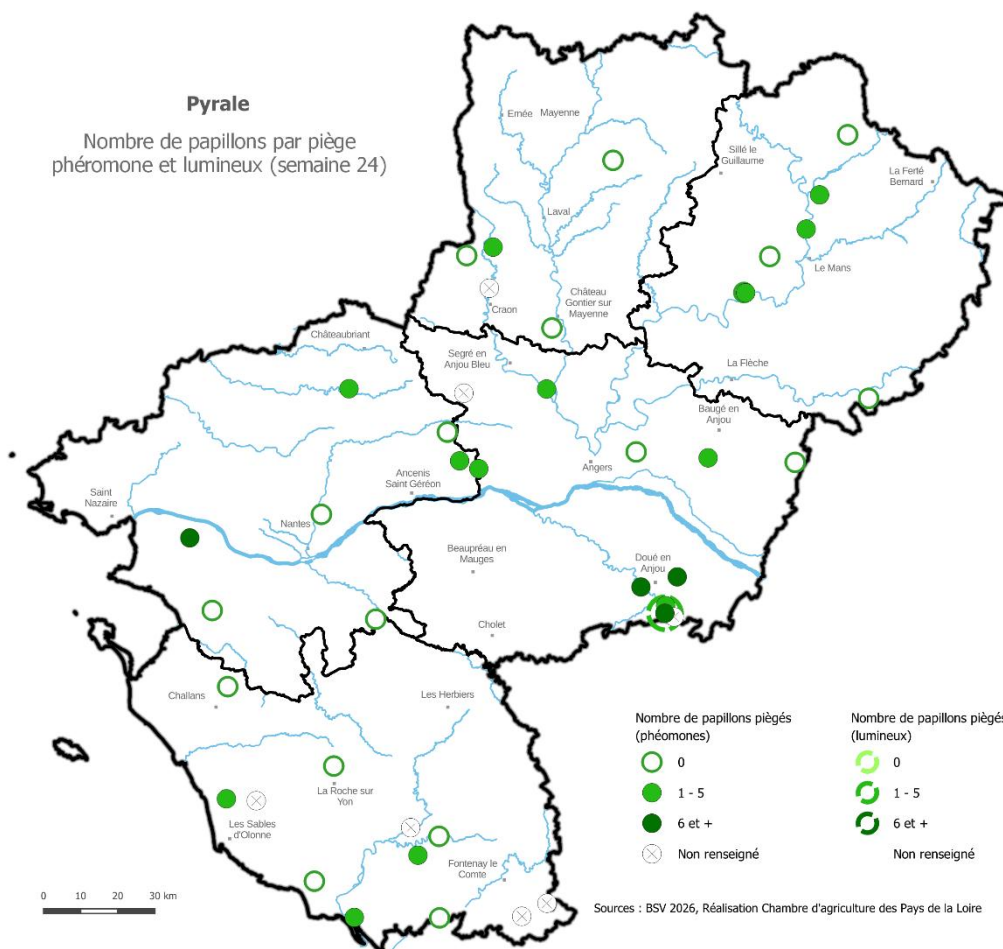 Pyrale
Nombre de papillons par piège
phéromone et lumineux (semaine 24)
Ernée
Mayenne
Sillé le
Guillaume
La Ferté
Bernard
Laval
Le Mans
Craon
Château
Gontier sur
Mayenne
Châteaubriant
Segré en
Anjou Bleu
La Flèche
Baugé en
Anjou
Angers
Ancenis
Saint Géréon
Saint
Nazaire
Nantes
Beaupréau en
Mauges
Doué en
Anjou
Cholet
Challans
Les Herbiers
La Roche sur
Yon
Les Sables
d'Olonne
Fontenay le
Comte
Nombre de papillons piégés
(phéomones)
0
1 - 5
6 et +
Non renseigné
Nombre de papillons piégés
(lumineux)
0
1 - 5
6 et +
Non renseigné
0 10 20 30 km
Sources : BSV 2026, Réalisation Chambre d'agriculture des Pays de la Loire